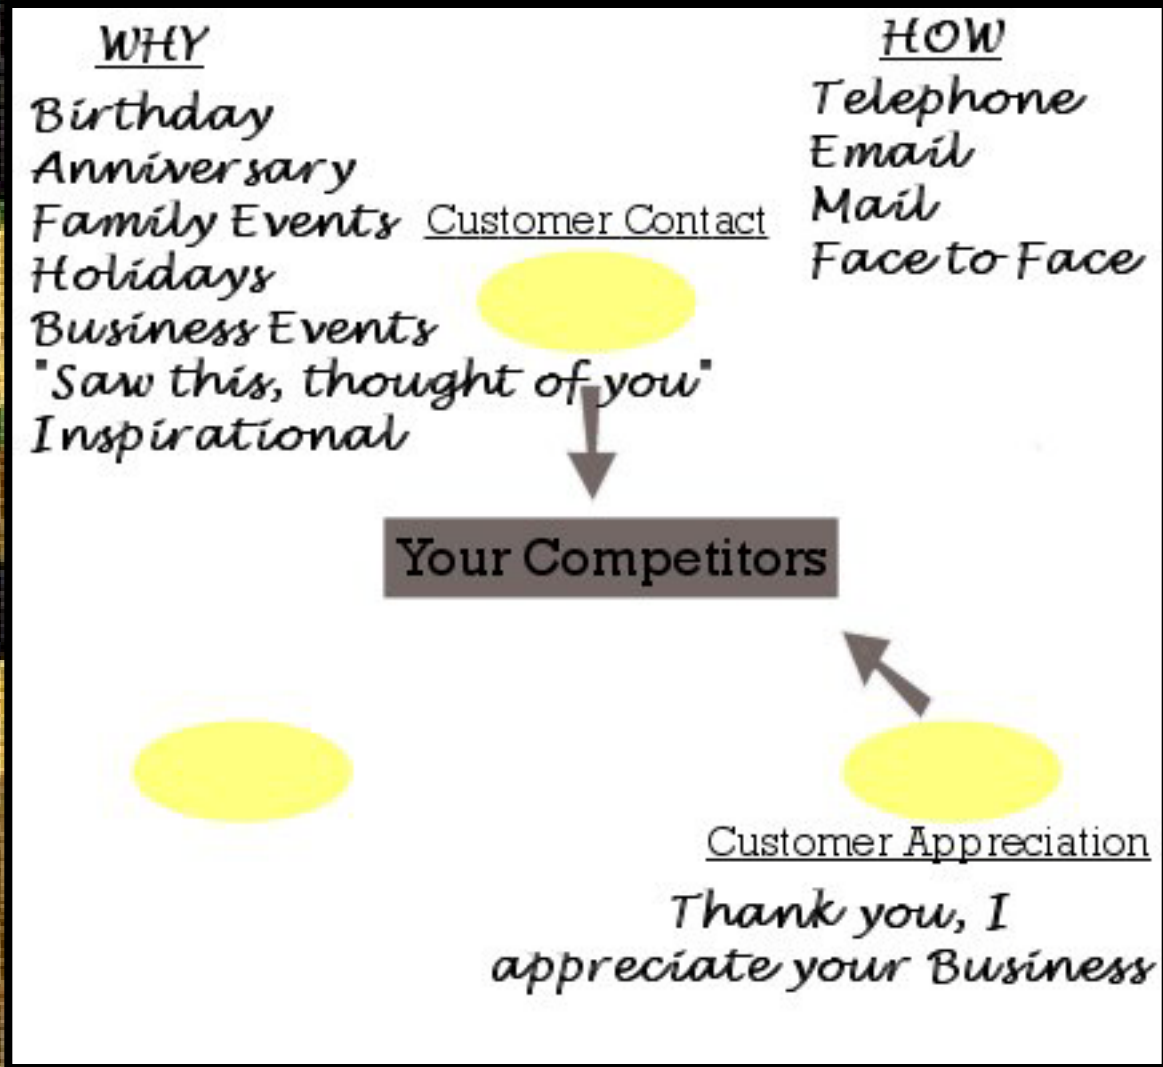 WHY
Birthday
Anniversary
Family Events
Holidays
Business Events
"Saw this, thought of you"
Inspirational
HOW
Telephone
Email
Mail
Face to Face
Customer Contact
Your Competitors
Customer Appreciation
Thank you, I
appreciate your Business